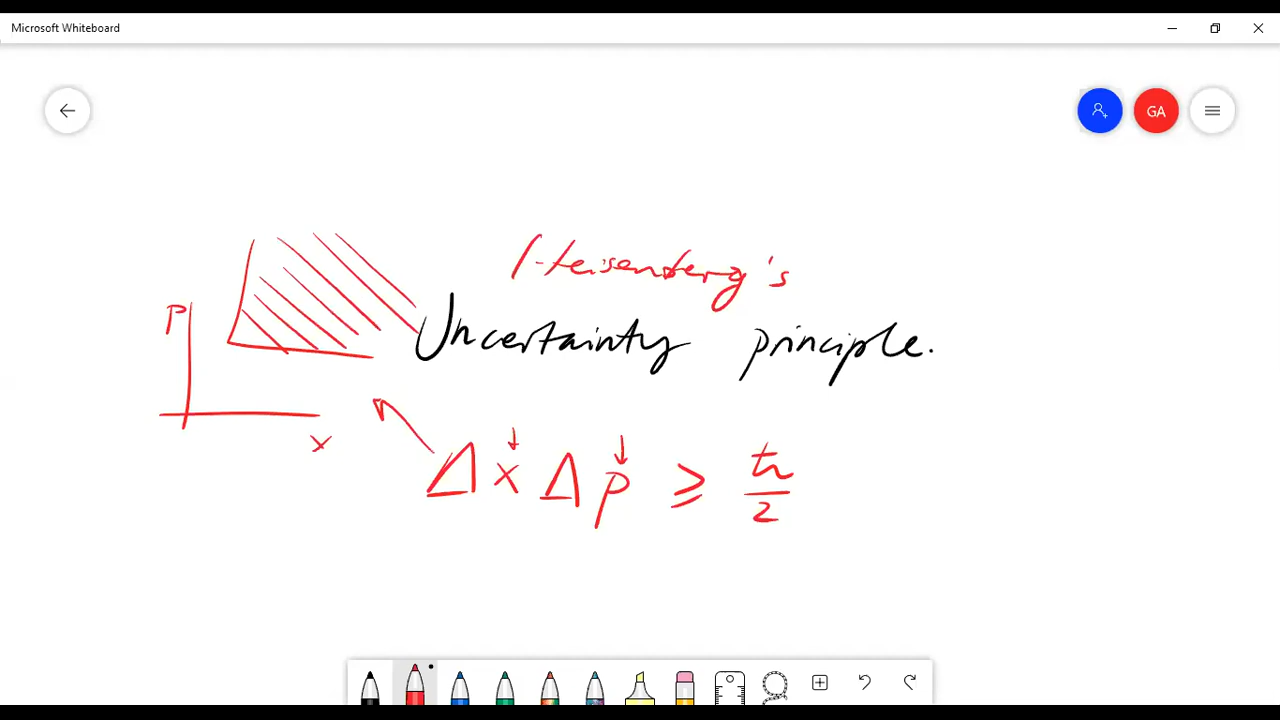 Microsoft Whiteboard
GA
Heisenberg's
Uncertainty principle.
P
x
Δx Δp ≥ ℏ/2